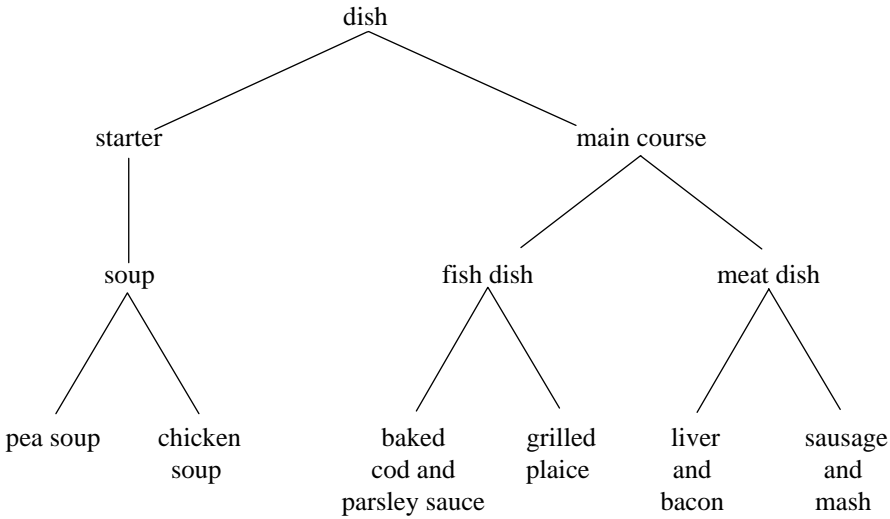 dish
starter
main course
soup
fish dish
meat dish
pea soup
chicken
soup
baked
cod and
parsley sauce
grilled
plaice
liver
and
bacon
sausage
and
mash